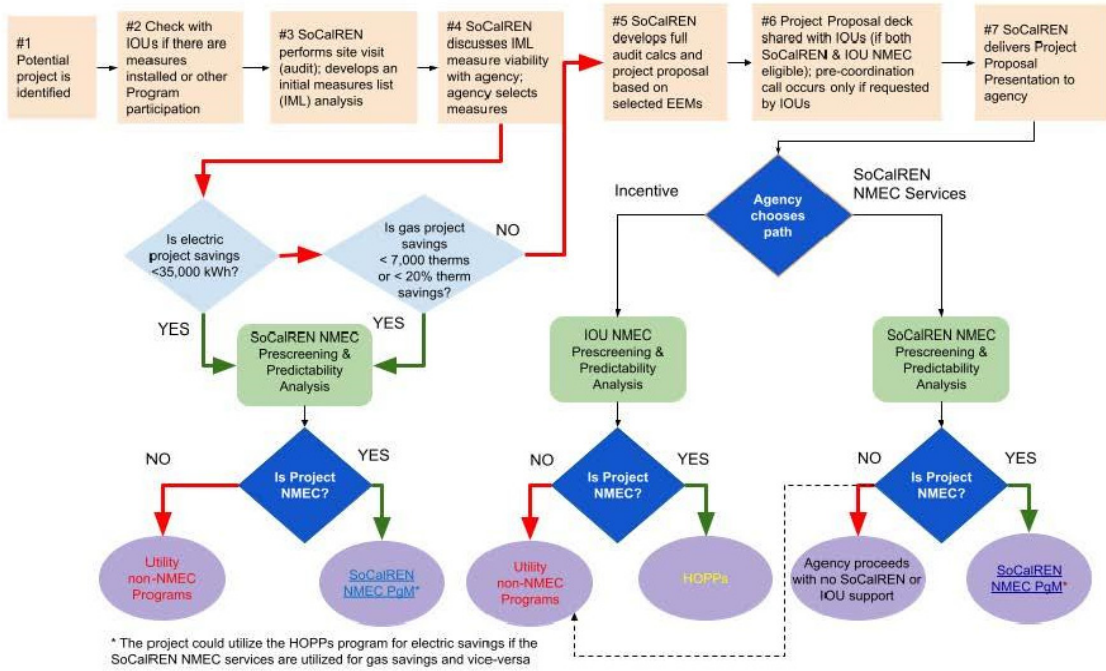 #1
Potential
project is
identified
#2 Check with
IOUs if there are
measures
installed or other
Program
participation
#3 SoCalREN
performs site visit
(audit); develops an
initial measures list
(IML) analysis
#4 SoCalREN
discusses IML
measure viability
with agency;
agency selects
measures
#5 SoCalREN
develops full
audit calcs and
project proposal
based on
selected EEMs
#6 Project Proposal deck
shared with IOUs (if both
SoCalREN & IOU NMEC
eligible); pre-coordination
call occurs only if requested
by IOUs
#7 SoCalREN
delivers Project
Proposal
Presentation to
agency
Is electric
project savings
<35,000 kWh?
Is gas project
savings
< 7,000 therms
or < 20% therm
savings?
NO
Incentive
Agency
chooses
path
SoCalREN
NMEC Services
YES
YES
SoCalREN NMEC
Prescreening &
Predictability
Analysis
IOU NMEC
Prescreening &
Predictability
Analysis
SoCalREN NMEC
Prescreening &
Predictability
Analysis
NO
Is Project
NMEC?
YES
NO
Is Project
NMEC?
YES
NO
Is Project
NMEC?
YES
Utility
non-NMEC
Programs
SoCalREN
NMEC PgM*
Utility
non-NMEC
Programs
HOPPs
Agency proceeds
with no SoCalREN or
IOU support
SoCalREN
NMEC PgM*
* The project could utilize the HOPPs program for electric savings if the
SoCalREN NMEC services are utilized for gas savings and vice-versa